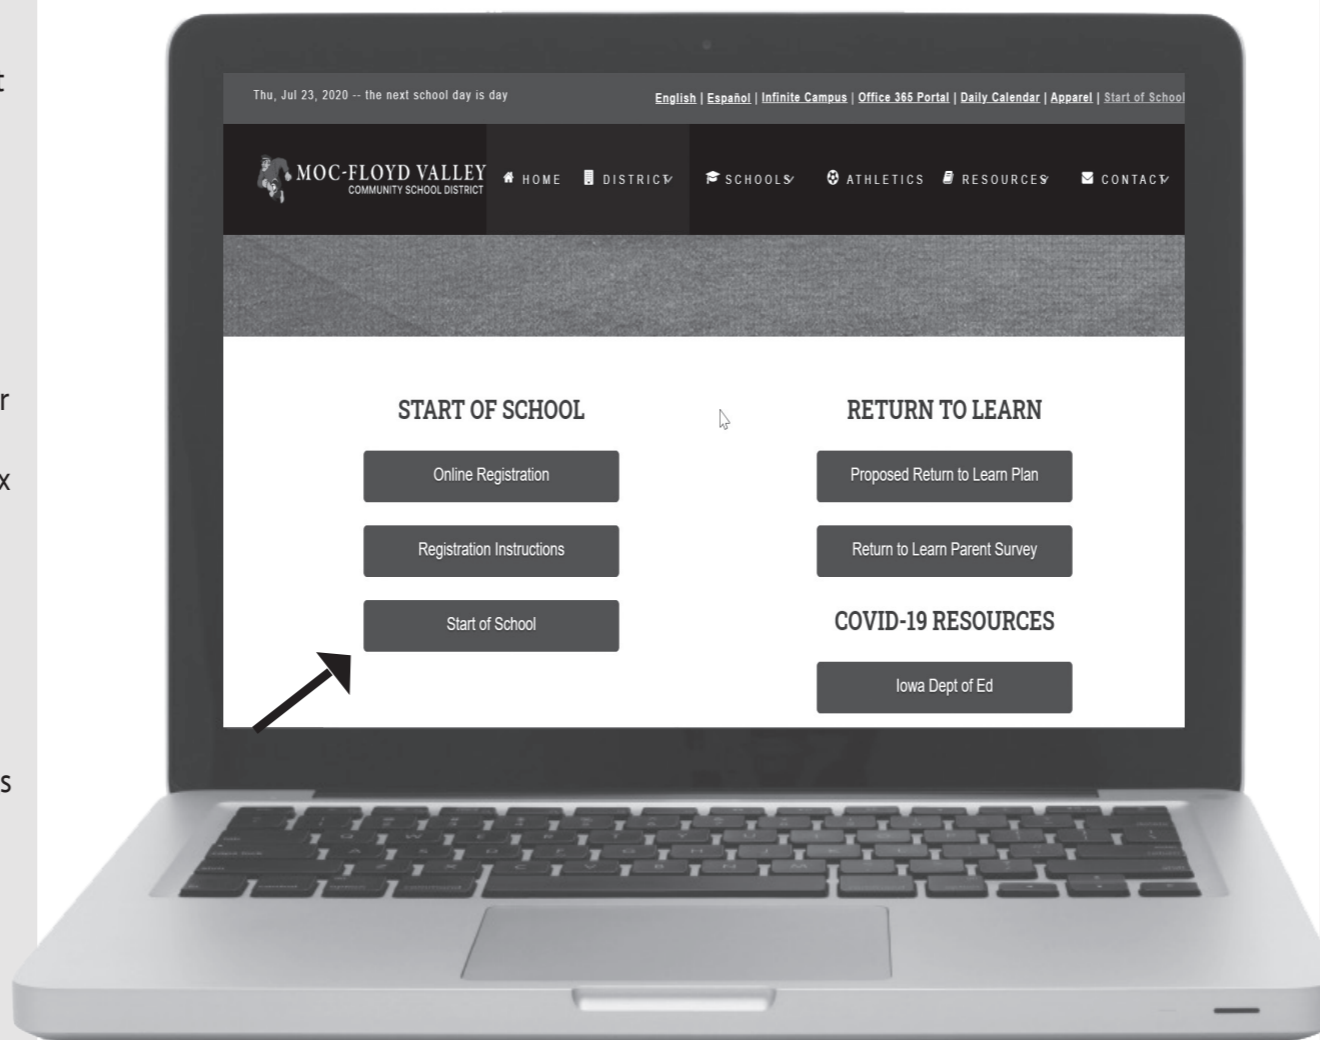 t
r
x
s
Thu, Jul 23, 2020 -- the next school day is day
English | Español | Infinite Campus | Office 365 Portal | Daily Calendar | Apparel | Start of School
MOC-FLOYD VALLEY
COMMUNITY SCHOOL DISTRICT
HOME DISTRICT SCHOOLS ATHLETICS RESOURCES CONTACT
START OF SCHOOL
Online Registration
Registration Instructions
Start of School
RETURN TO LEARN
Proposed Return to Learn Plan
Return to Learn Parent Survey
COVID-19 RESOURCES
Iowa Dept of Ed